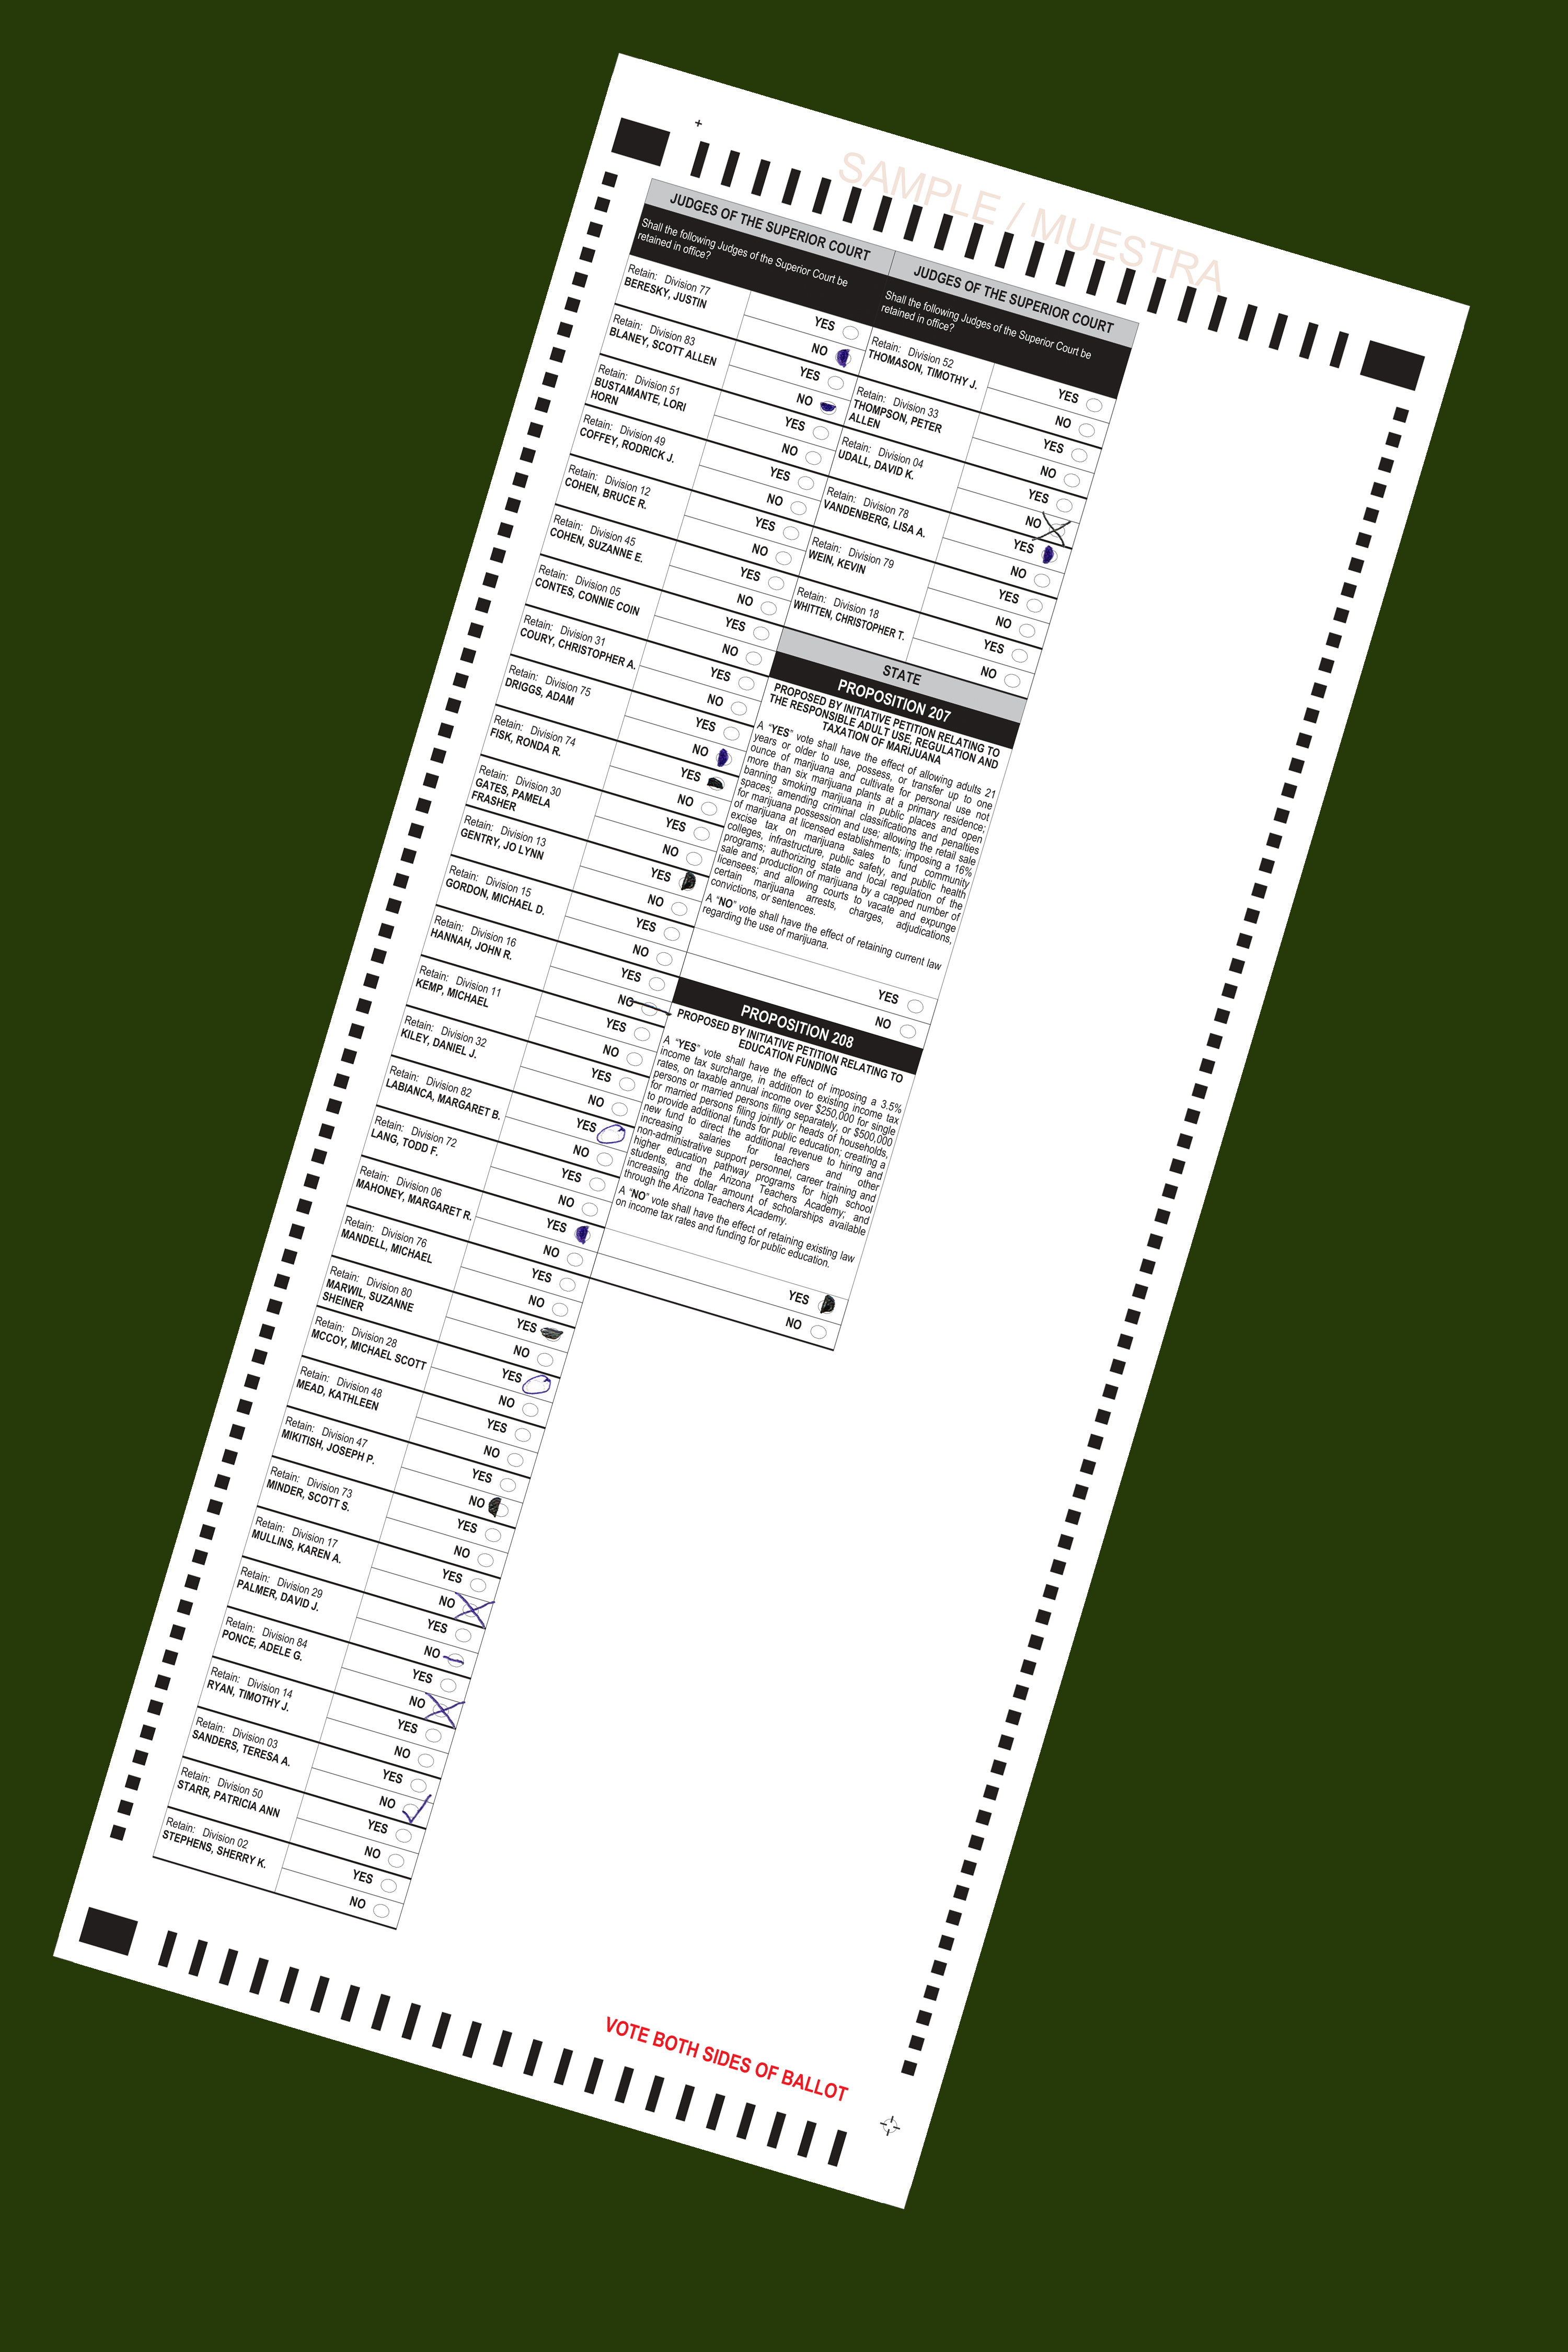 SAMPLE / MUESTRA
JUDGES OF THE SUPERIOR COURT
Shall the following Judges of the Superior Court be
retained in office?
Retain: Division 77
BERESKY, JUSTIN
YES
NO
Retain: Division 83
BLANEY, SCOTT ALLEN
YES
NO
Retain: Division 51
BUSTAMANTE, LORI
HORN
YES
NO
Retain: Division 49
COFFEY, RODRICK J.
YES
NO
Retain: Division 12
COHEN, BRUCE R.
YES
NO
Retain: Division 45
COHEN, SUZANNE E.
YES
NO
Retain: Division 05
CONTES, CONNIE COIN
YES
NO
Retain: Division 31
COURY, CHRISTOPHER A.
YES
NO
Retain: Division 75
DRIGGS, ADAM
YES
NO
Retain: Division 74
FISK, RONDA R.
YES
NO
Retain: Division 30
GATES, PAMELA
FRASHER
YES
NO
Retain: Division 13
GENTRY, JO LYNN
YES
NO
Retain: Division 15
GORDON, MICHAEL D.
YES
NO
Retain: Division 16
HANNAH, JOHN R.
YES
NO
Retain: Division 11
KEMP, MICHAEL
YES
NO
Retain: Division 32
KILEY, DANIEL J.
YES
NO
Retain: Division 82
LABIANCA, MARGARET B.
YES
NO
Retain: Division 72
LANG, TODD F.
YES
NO
Retain: Division 06
MAHONEY, MARGARET R.
YES
NO
Retain: Division 76
MANDELL, MICHAEL
YES
NO
Retain: Division 80
MARWIL, SUZANNE
SHEINER
YES
NO
Retain: Division 28
MCCOY, MICHAEL SCOTT
YES
NO
Retain: Division 48
MEAD, KATHLEEN
YES
NO
Retain: Division 47
MIKITISH, JOSEPH P.
YES
NO
Retain: Division 73
MINDER, SCOTT S.
YES
NO
Retain: Division 17
MULLINS, KAREN A.
YES
NO
Retain: Division 29
PALMER, DAVID J.
YES
NO
Retain: Division 84
PONCE, ADELE G.
YES
NO
Retain: Division 14
RYAN, TIMOTHY J.
YES
NO
Retain: Division 03
SANDERS, TERESA A.
YES
NO
Retain: Division 50
STARR, PATRICIA ANN
YES
NO
Retain: Division 02
STEPHENS, SHERRY K.
YES
NO
JUDGES OF THE SUPERIOR COURT
Shall the following Judges of the Superior Court be
retained in office?
Retain: Division 52
THOMASON, TIMOTHY J.
YES
NO
Retain: Division 33
THOMPSON, PETER
ALLEN
YES
NO
Retain: Division 04
UDALL, DAVID K.
YES
NO
Retain: Division 78
VANDENBERG, LISA A.
YES
NO
Retain: Division 79
WEIN, KEVIN
YES
NO
Retain: Division 18
WHITTEN, CHRISTOPHER T.
YES
NO
STATE
PROPOSITION 207
PROPOSED BY INITIATIVE PETITION RELATING TO
THE RESPONSIBLE ADULT USE, REGULATION AND
TAXATION OF MARIJUANA
A “YES” vote shall have the effect of allowing adults 21
years or older to use, possess, or transfer up to one
ounce of marijuana and cultivate for personal use not
more than six marijuana plants at a primary residence;
banning smoking marijuana in public places and open
spaces; amending criminal classifications and penalties
for marijuana possession and use; allowing the retail sale
of marijuana at licensed establishments; imposing a 16%
excise tax on marijuana sales to fund community
colleges, infrastructure, public safety, and public health
programs; authorizing state and local regulation of the
sale and production of marijuana by a capped number of
licensees; and allowing courts to vacate and expunge
certain marijuana arrests, charges, adjudications,
convictions, or sentences.
A “NO” vote shall have the effect of retaining current law
regarding the use of marijuana.
YES
NO
PROPOSITION 208
PROPOSED BY INITIATIVE PETITION RELATING TO
EDUCATION FUNDING
A “YES” vote shall have the effect of imposing a 3.5%
income tax surcharge, in addition to existing income tax
rates, on taxable annual income over $250,000 for single
persons or married persons filing separately, or $500,000
for married persons filing jointly or heads of households,
to provide additional funds for public education; creating a
new fund to direct the additional revenue to hiring and
increasing salaries for teachers and other
non-administrative support personnel, career training and
higher education pathway programs for high school
students, and the Arizona Teachers Academy; and
increasing the dollar amount of scholarships available
through the Arizona Teachers Academy.
A “NO” vote shall have the effect of retaining existing law
on income tax rates and funding for public education.
YES
NO
VOTE BOTH SIDES OF BALLOT